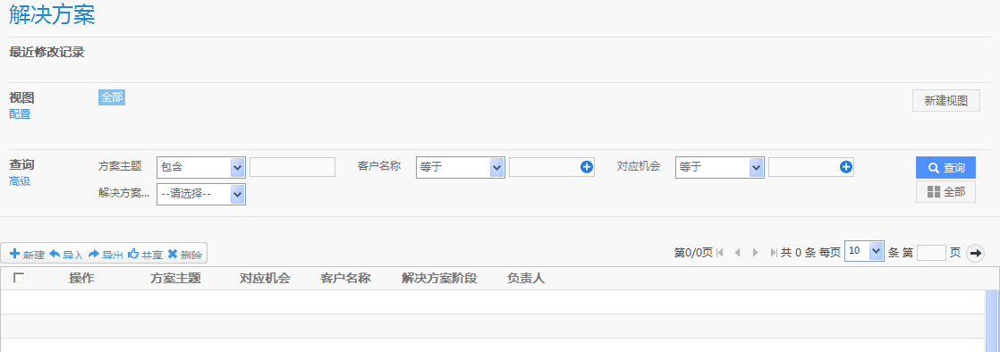 解决方案
最近修改记录
视图 全部 新建视图
配置
查询 方案主题 包含 客户名称 等于 对应机会 等于 查询
高级
解决方案... --请选择-- 全部
新建 导入 导出 共享 删除 第0/0页 共 0 条 每页 10 条 第 页
操作 方案主题 对应机会 客户名称 解决方案阶段 负责人